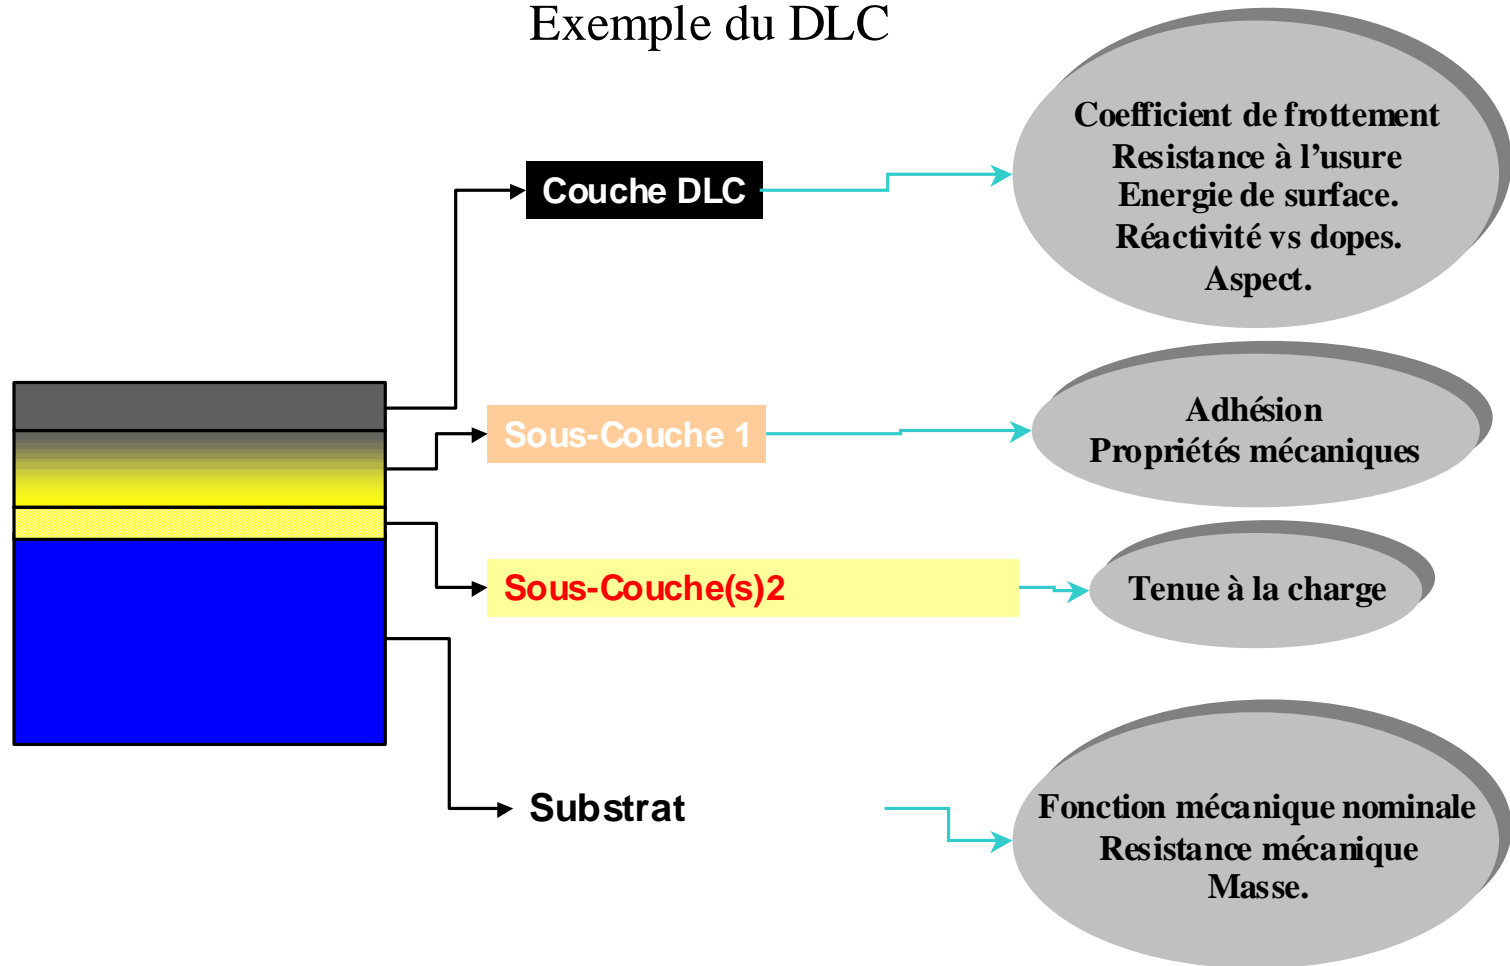 Exemple du DLC
Couche DLC
Coefficient de frottement
Resistance à l’usure
Energie de surface.
Réactivité vs dopes.
Aspect.
Sous-Couche 1
Adhésion
Propriétés mécaniques
Sous-Couche(s)2
Tenue à la charge
Substrat
Fonction mécanique nominale
Resistance mécanique
Masse.